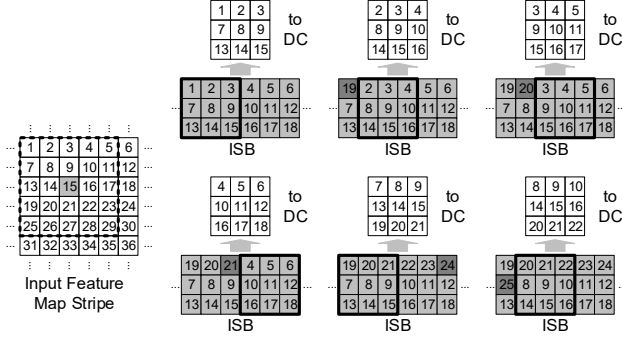 1 2 3
7 8 9
13 14 15
to
DC
1 2 3 4 5 6
... 7 8 9 10 11 12 ...
13 14 15 16 17 18
ISB
2 3 4
8 9 10
14 15 16
to
DC
19 2 3 4 5 6
... 7 8 9 10 11 12 ...
13 14 15 16 17 18
ISB
3 4 5
9 10 11
15 16 17
to
DC
19 20 3 4 5 6
... 7 8 9 10 11 12 ...
13 14 15 16 17 18
ISB
1 2 3 4 5 6
7 8 9 10 11 12
13 14 15 16 17 18
19 20 21 22 23 24
25 26 27 28 29 30
31 32 33 34 35 36
Input Feature
Map Stripe
4 5 6
10 11 12
16 17 18
to
DC
19 20 21 4 5 6
... 7 8 9 10 11 12 ...
13 14 15 16 17 18
ISB
7 8 9
13 14 15
19 20 21
to
DC
19 20 21 22 23 24
... 7 8 9 10 11 12 ...
13 14 15 16 17 18
ISB
8 9 10
14 15 16
20 21 22
to
DC
19 20 21 22 23 24
... 25 8 9 10 11 12 ...
13 14 15 16 17 18
ISB